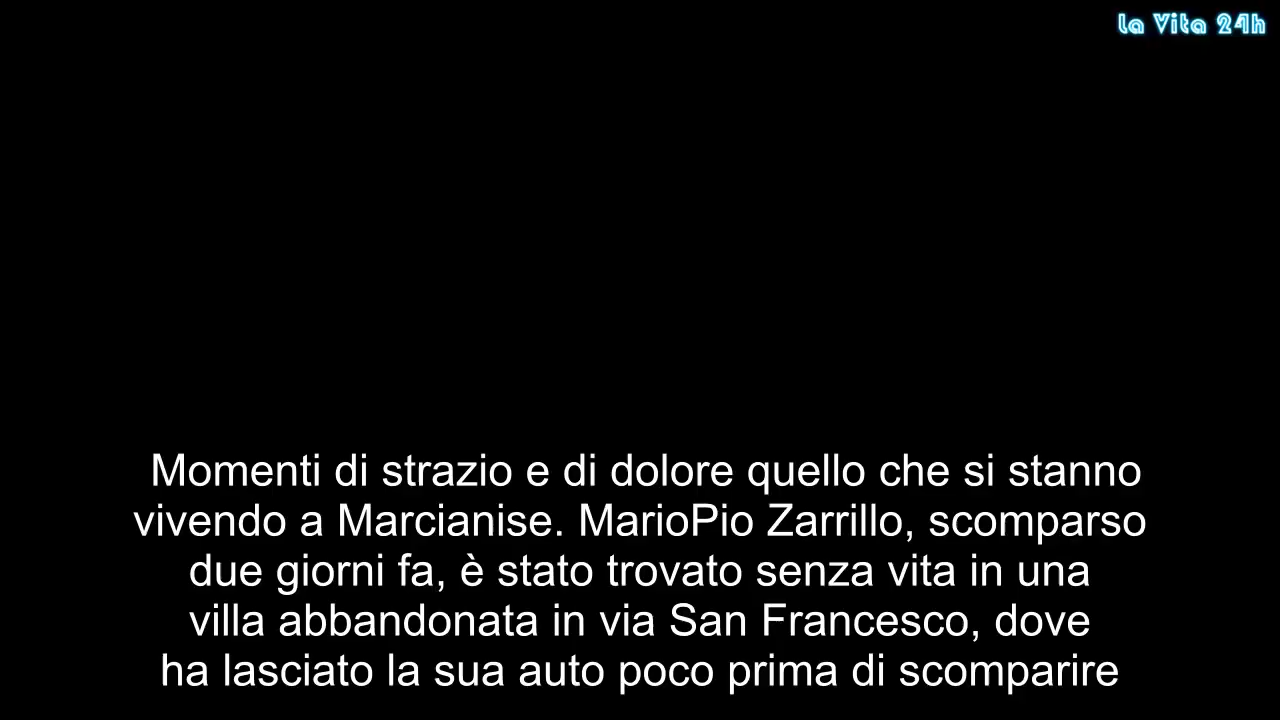 La Vita 24h
Momenti di strazio e di dolore quello che si stanno
vivendo a Marcianise. MarioPio Zarrillo, scomparso
due giorni fa, è stato trovato senza vita in una
villa abbandonata in via San Francesco, dove
ha lasciato la sua auto poco prima di scomparire